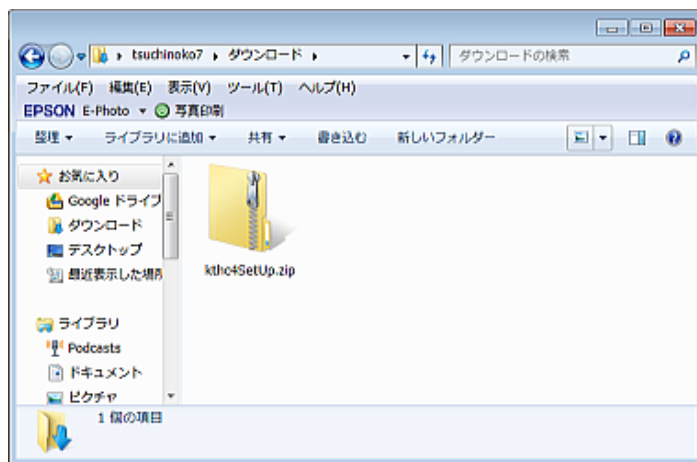 tsuchinoko7 ダウンロード ダウンロードの検索
ファイル(F) 編集(E) 表示(V) ツール(T) ヘルプ(H)
EPSON E-Photo 写真印刷
整理 ライブラリに追加 共有 書き込む 新しいフォルダー
お気に入り
Google ドライブ
ダウンロード
デスクトップ
最近表示した場所
kthc4SetUp.zip
ライブラリ
Podcasts
ドキュメント
ピクチャ
1 個の項目